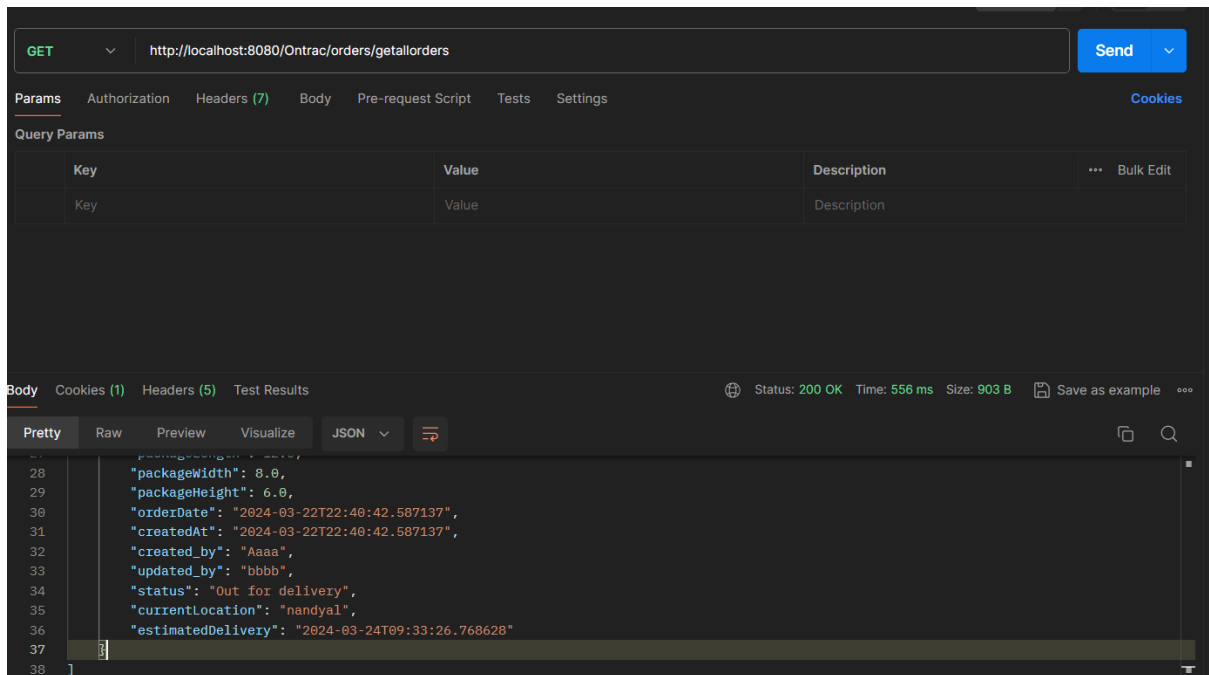 GET http://localhost:8080/Ontrac/orders/getallorders Send
Params Authorization Headers (7) Body Pre-request Script Tests Settings Cookies
Query Params
Key Value Description ••• Bulk Edit
Key Value Description
Body Cookies (1) Headers (5) Test Results Status: 200 OK Time: 556 ms Size: 903 B Save as example
Pretty Raw Preview Visualize JSON
28 "packageWidth": 8.0,
29 "packageHeight": 6.0,
30 "orderDate": "2024-03-22T22:40:42.587137",
31 "createdAt": "2024-03-22T22:40:42.587137",
32 "created_by": "Aaaa",
33 "updated_by": "bbbb",
34 "status": "Out for delivery",
35 "currentLocation": "nandyal",
36 "estimatedDelivery": "2024-03-24T09:33:26.768628"
37 }
38 ]